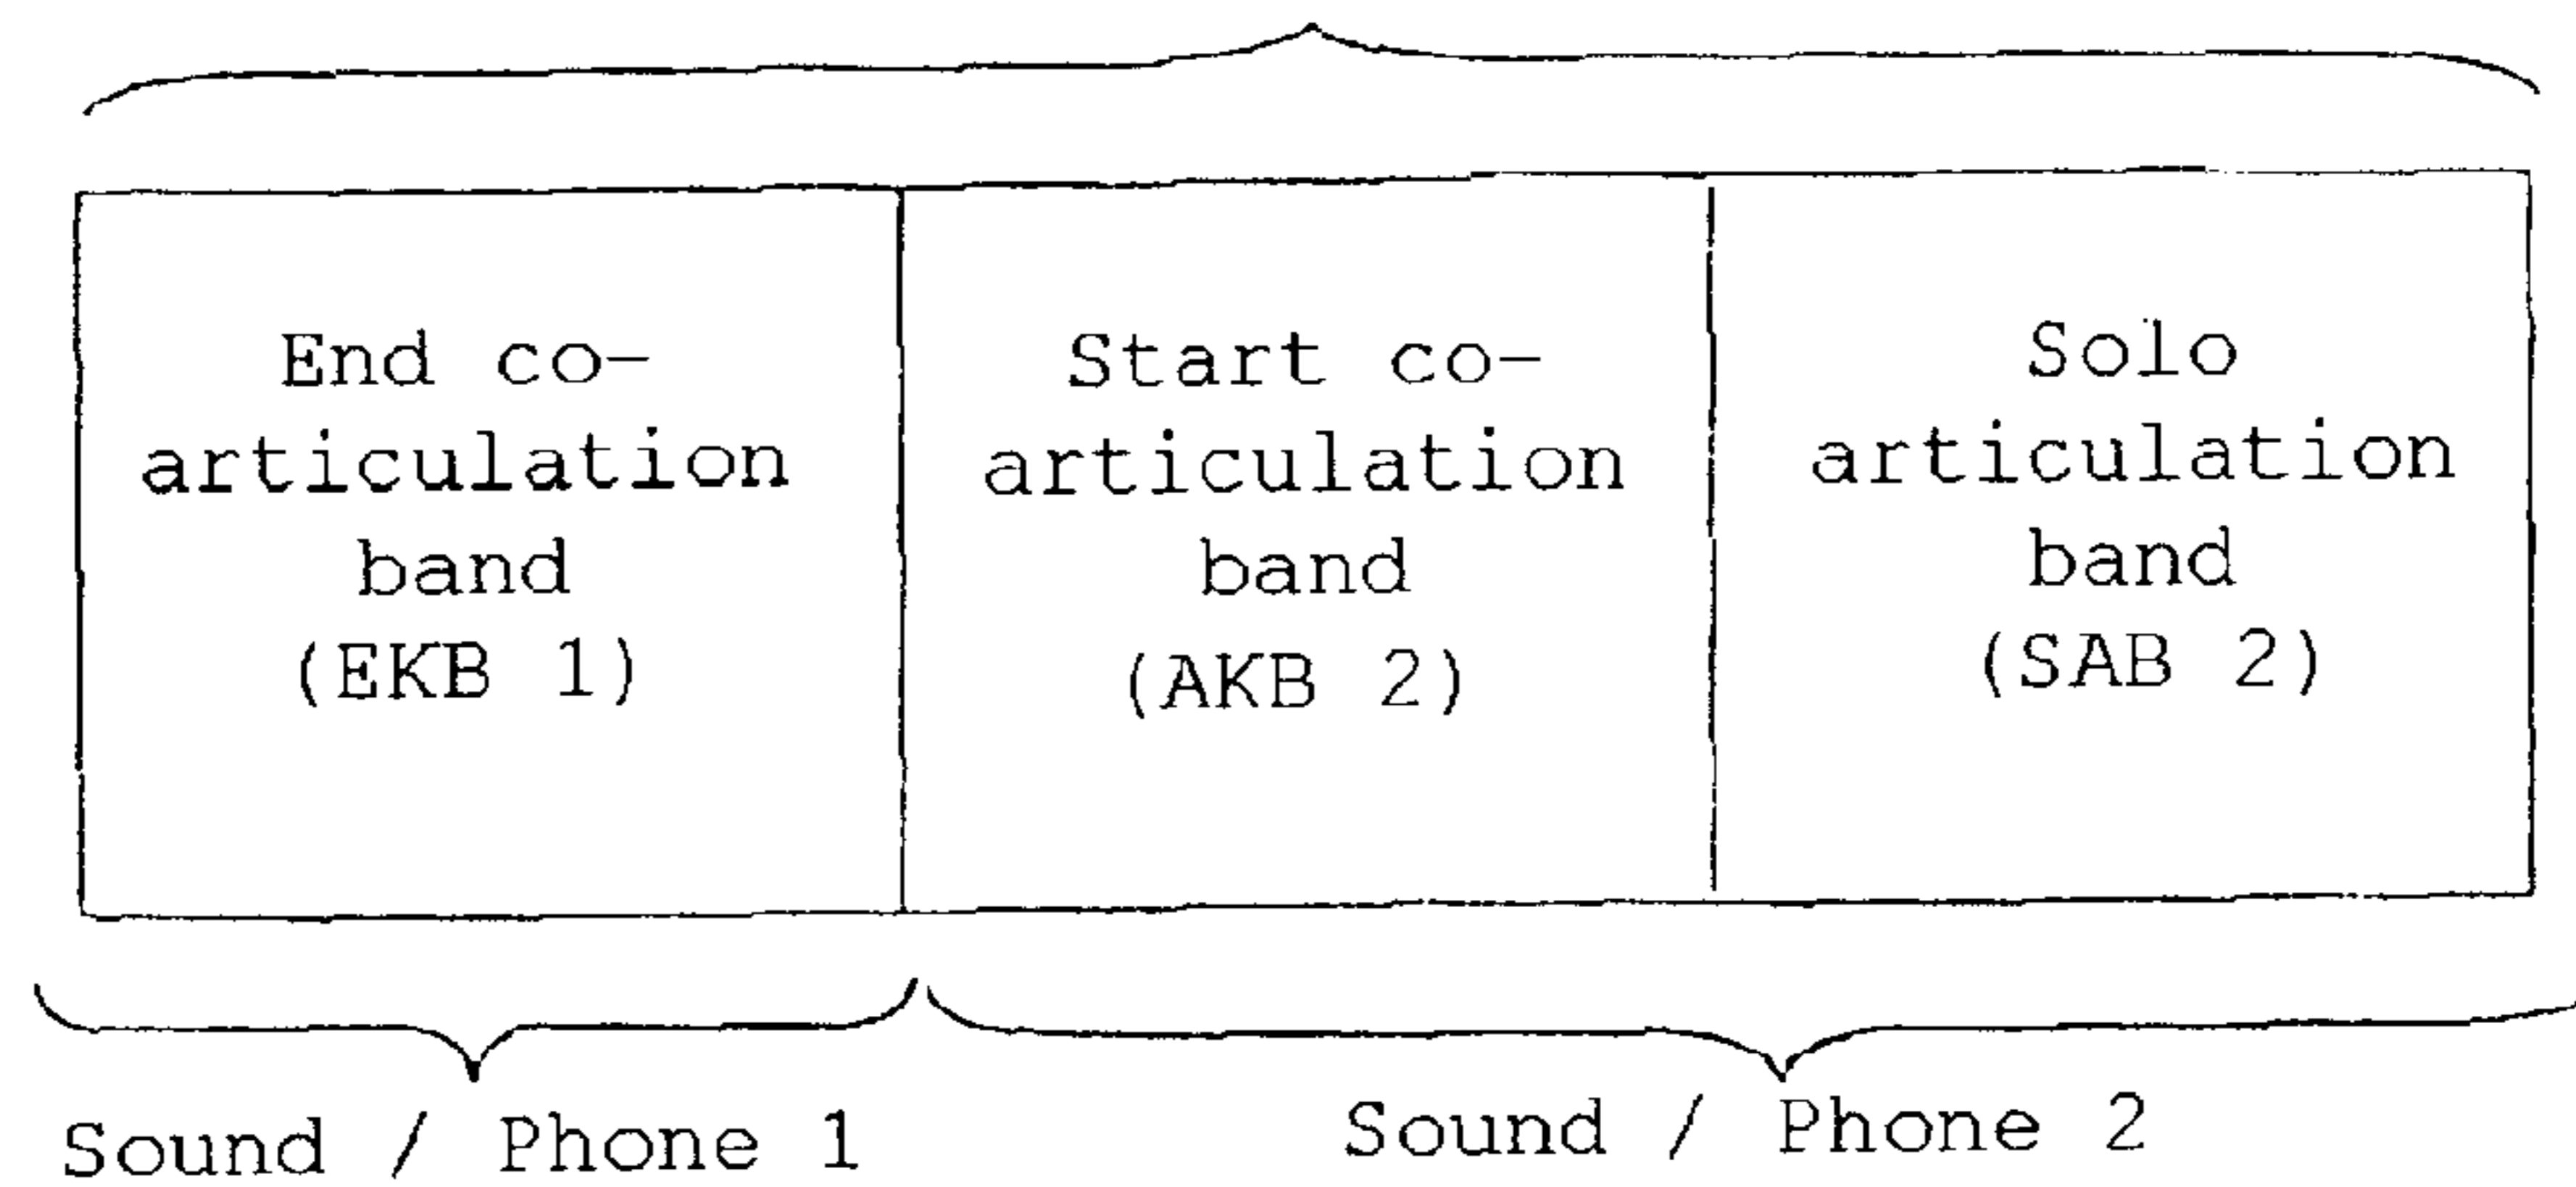 End co-
articulation
band
(EKB 1)
Start co-
articulation
band
(AKB 2)
Solo
articulation
band
(SAB 2)
Sound / Phone 1
Sound / Phone 2